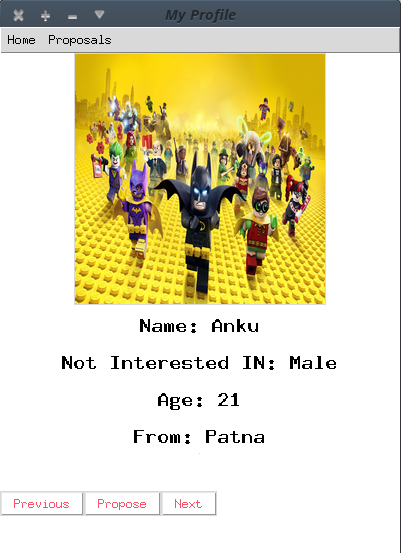 My Profile
Home Proposals
Name: Anku
Not Interested IN: Male
Age: 21
From: Patna
Previous Propose Next